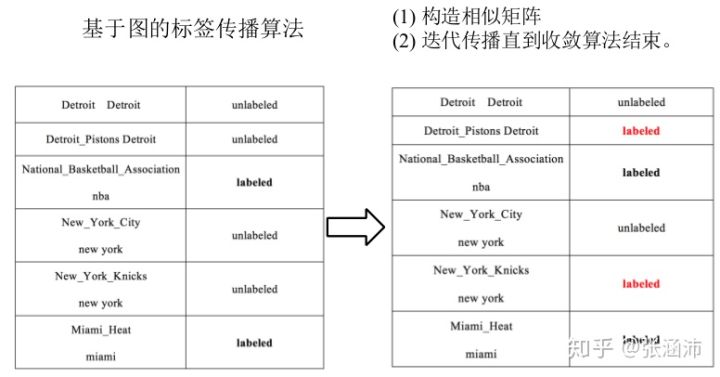 基于图的标签传播算法
(1) 构造相似矩阵
(2) 迭代传播直到收敛算法结束。
Detroit Detroit unlabeled
Detroit_Pistons Detroit unlabeled
National_Basketball_Association
nba
labeled
New_York_City
new york
unlabeled
New_York_Knicks
new york
unlabeled
Miami_Heat
miami
labeled
Detroit Detroit unlabeled
Detroit_Pistons Detroit labeled
National_Basketball_Association
nba
labeled
New_York_City
new york
unlabeled
New_York_Knicks
new york
labeled
Miami_Heat
miami
labeled
知乎 @张涵沛